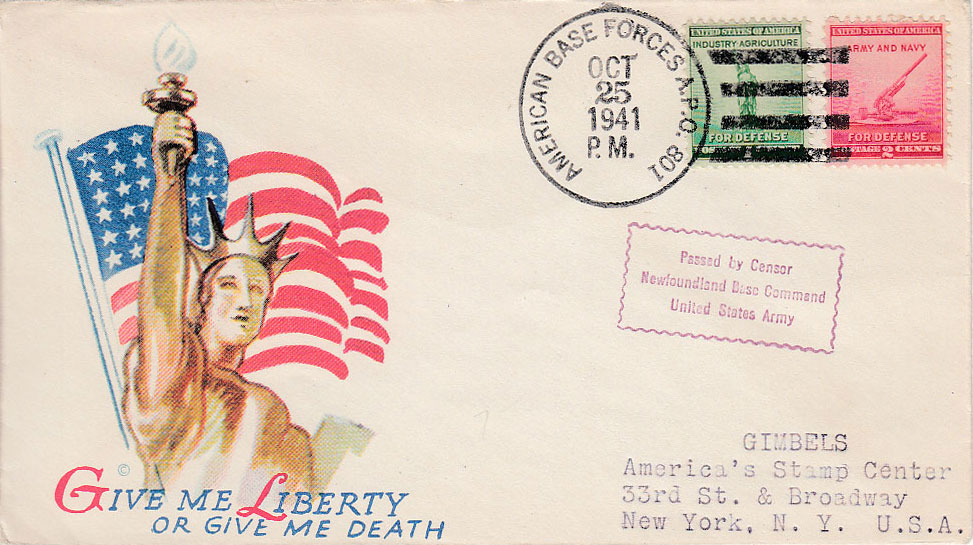 AMERICAN BASE FORCES A.P.O. 801
OCT
25
1941
P.M.
UNITED STATES OF AMERICA
INDUSTRY AGRICULTURE
FOR DEFENSE
UNITED STATES OF AMERICA
ARMY AND NAVY
FOR DEFENSE
2 CENTS
Passed by Censor
Newfoundland Base Command
United States Army
©
GIVE ME LIBERTY
OR GIVE ME DEATH
GIMBELS
America's Stamp Center
33rd St. & Broadway
New York, N. Y. U.S.A.